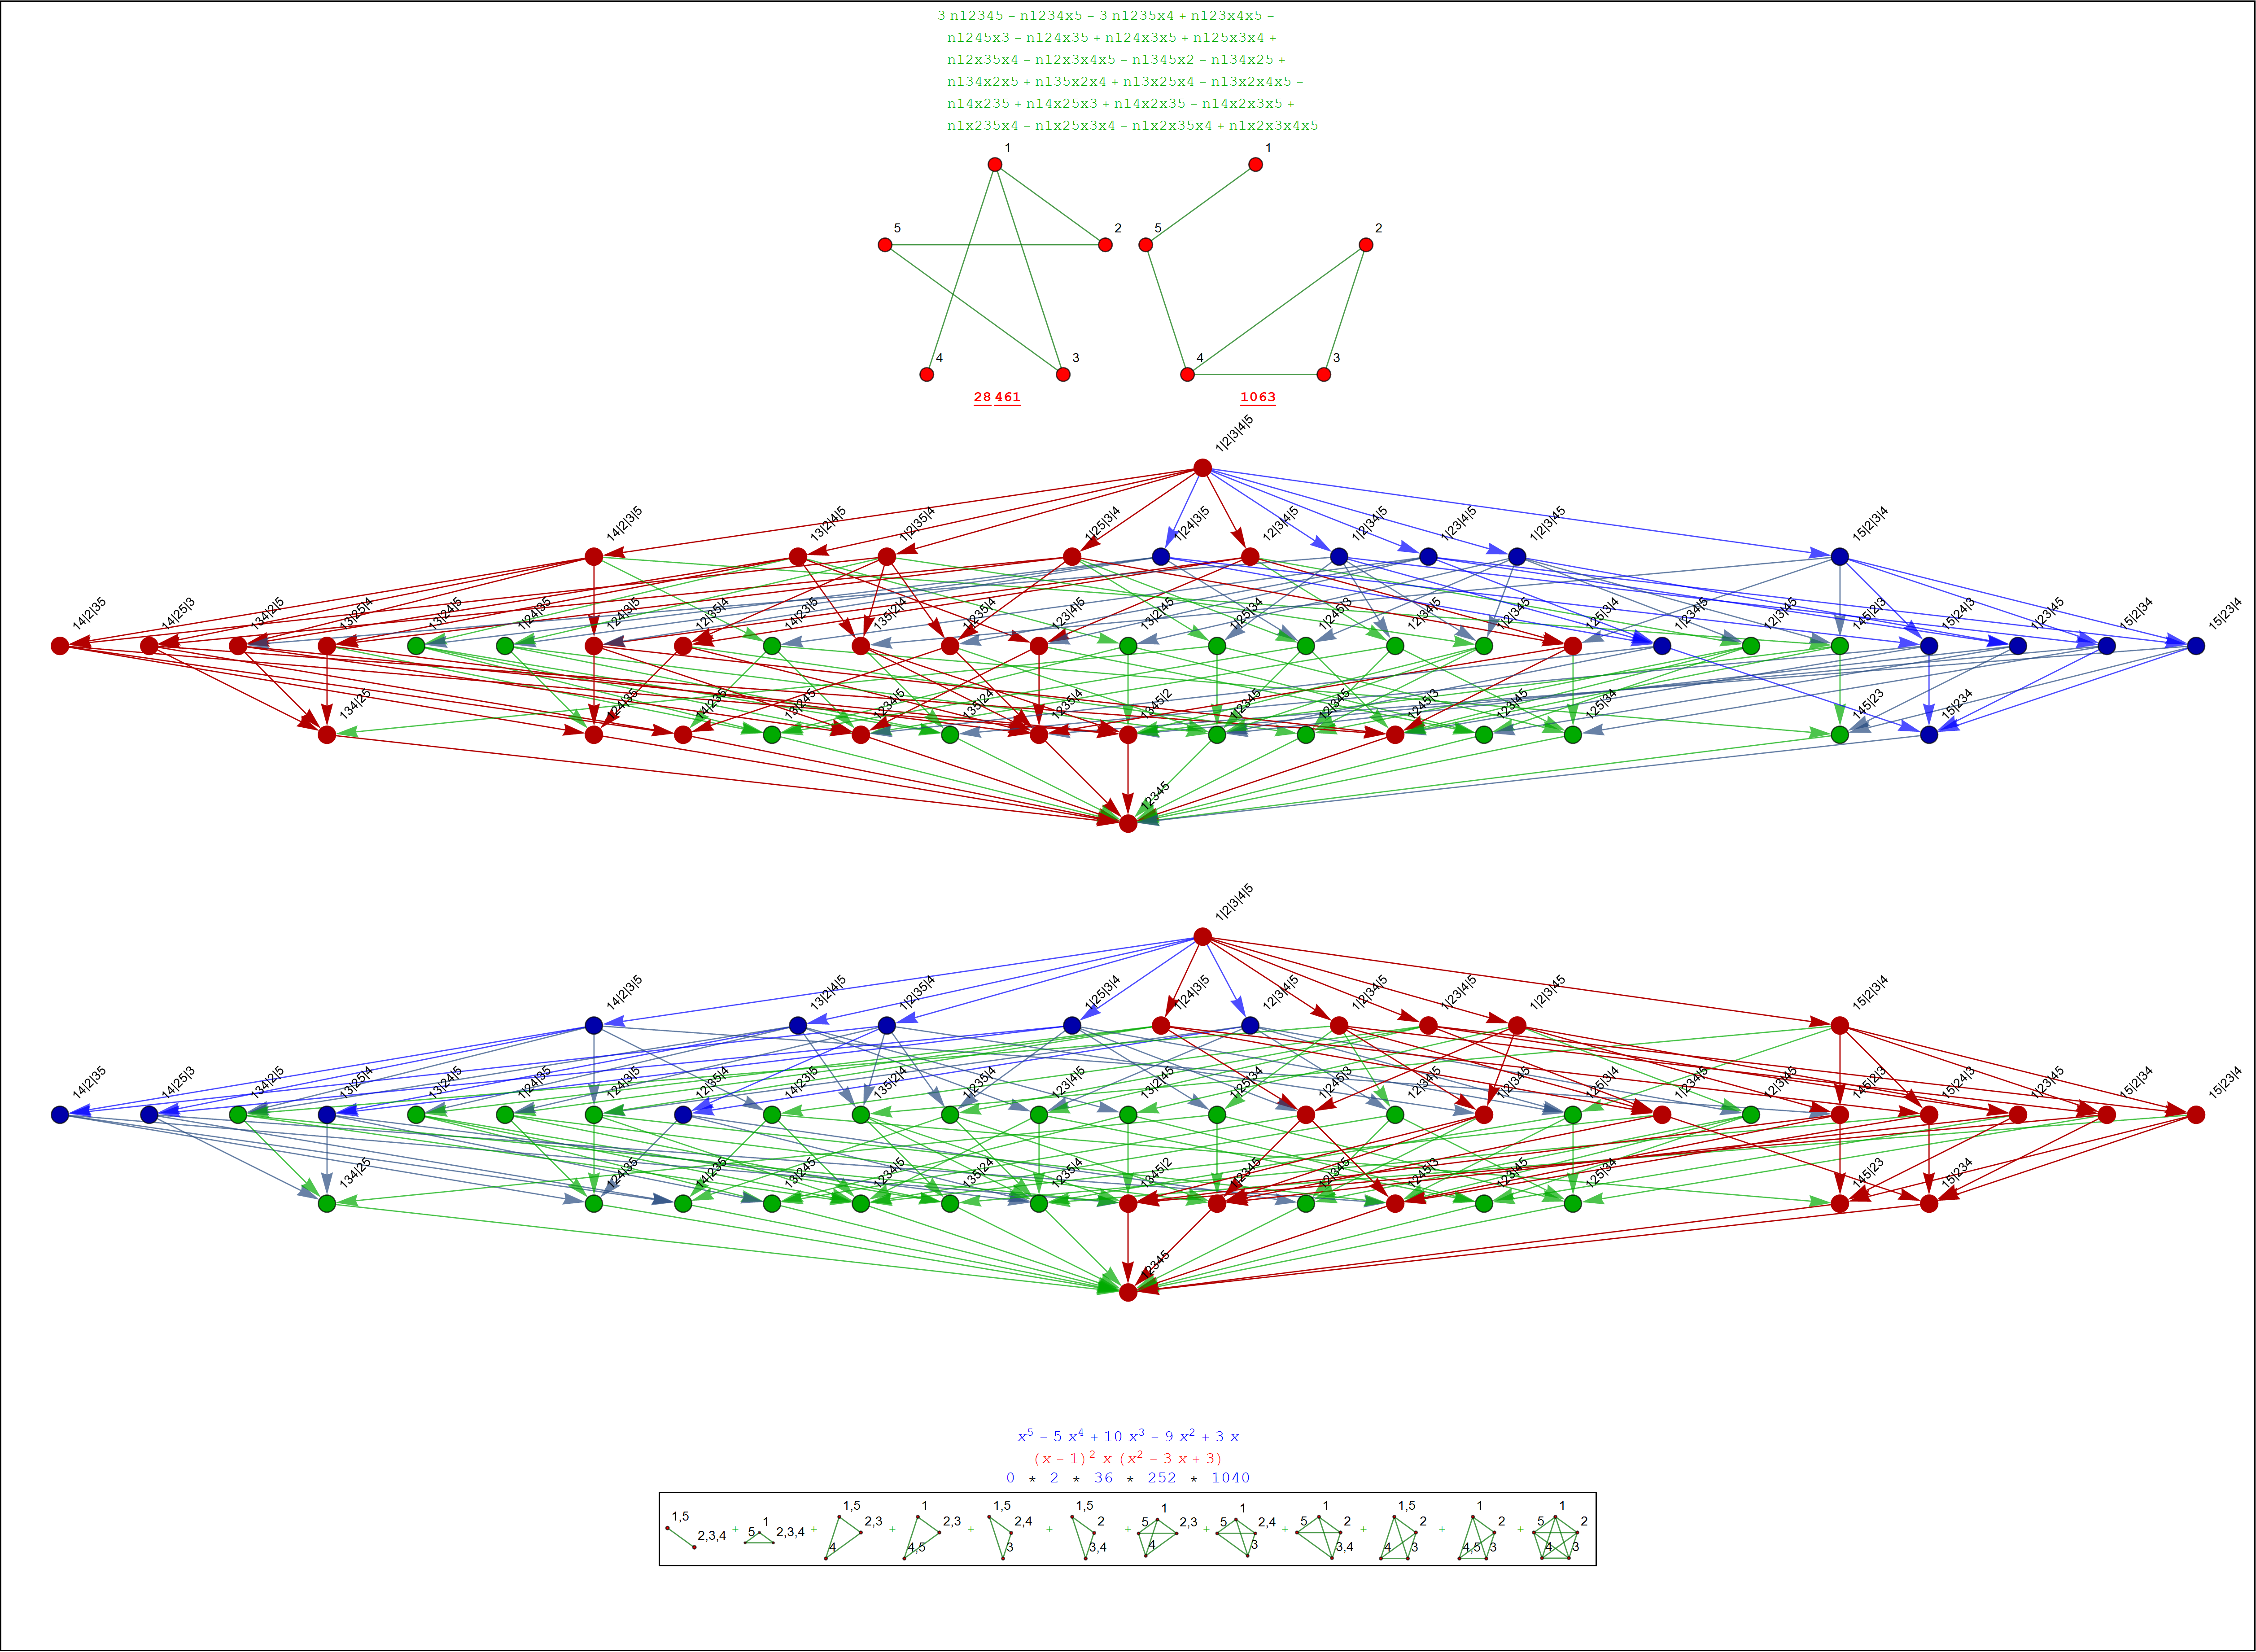 3 n12345 – n1234x5 – 3 n1235x4 + n123x4x5 –
n1245x3 – n124x35 + n124x3x5 + n125x3x4 +
n12x35x4 – n12x3x4x5 – n1345x2 – n134x25 +
n134x2x5 + n135x2x4 + n13x25x4 – n13x2x4x5 –
n14x235 + n14x25x3 + n14x2x35 – n14x2x3x5 +
n1x235x4 – n1x25x3x4 – n1x2x35x4 + n1x2x3x4x5
1 1
5 2 5 2
4 3 4 3
28 461 1063
1|2|3|4|5
14|2|3|5 13|2|4|5 1|2|35|4 1|25|3|4 1|24|3|5 12|3|4|5 1|2|34|5 1|23|4|5 1|2|3|45 15|2|3|4
14|2|35 14|25|3 134|2|5 13|25|4 13|24|5 1|24|35 124|3|5 12|35|4 14|23|5 135|2|4 1|235|4 123|4|5 13|2|45 1|25|34 1|245|3 12|34|5 1|2|345 125|3|4 1|234|5 12|3|45 145|2|3 15|24|3 1|23|45 15|2|34 15|23|4
134|25 124|35 14|235 13|245 1234|5 135|24 1235|4 1345|2 1|2345 12|345 1245|3 123|45 125|34 145|23 15|234
12345
1|2|3|4|5
14|2|3|5 13|2|4|5 1|2|35|4 1|25|3|4 1|24|3|5 12|3|4|5 1|2|34|5 1|23|4|5 1|2|3|45 15|2|3|4
14|2|35 14|25|3 134|2|5 13|25|4 13|24|5 1|24|35 124|3|5 12|35|4 14|23|5 135|2|4 1|235|4 123|4|5 13|2|45 1|25|34 1|245|3 12|34|5 1|2|345 125|3|4 1|234|5 12|3|45 145|2|3 15|24|3 1|23|45 15|2|34 15|23|4
134|25 124|35 14|235 13|245 1234|5 135|24 1235|4 1345|2 1|2345 12|345 1245|3 123|45 125|34 145|23 15|234
12345
x⁵ – 5 x⁴ + 10 x³ – 9 x² + 3 x
(x – 1)² x (x² – 3 x + 3)
0 * 2 * 36 * 252 * 1040
1,5 2,3,4 + 5 1 2,3,4 + 1,5 2,3 4 + 1 2,3 4,5 + 1,5 2,4 3 + 1,5 2 3,4 + 5 1 2,3 4 + 5 1 2,4 3 + 5 1 2 3,4 + 1,5 2 4 3 + 1 2 4,5 3 + 5 1 2 4 3